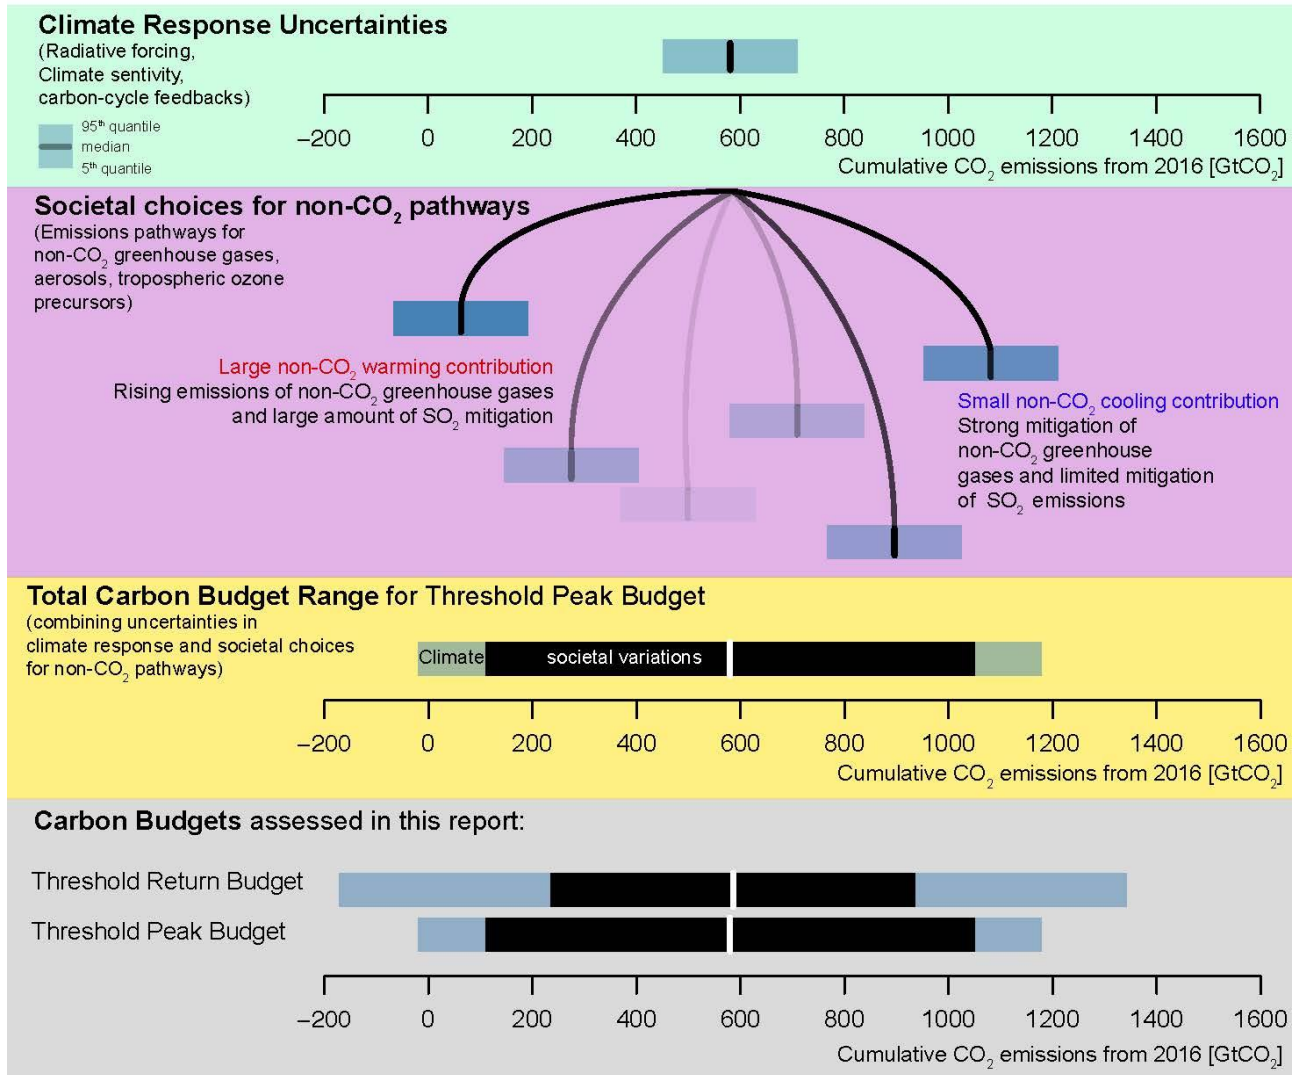 Climate Response Uncertainties
(Radiative forcing,
Climate sentivity,
carbon-cycle feedbacks)
95th quantile
median
5th quantile
−200 0 200 400 600 800 1000 1200 1400 1600
Cumulative CO₂ emissions from 2016 [GtCO₂]
Societal choices for non-CO₂ pathways
(Emissions pathways for
non-CO₂ greenhouse gases,
aerosols, tropospheric ozone
precursors)
Large non-CO₂ warming contribution
Rising emissions of non-CO₂ greenhouse gases
and large amount of SO₂ mitigation
Small non-CO₂ cooling contribution
Strong mitigation of
non-CO₂ greenhouse
gases and limited mitigation
of SO₂ emissions
Total Carbon Budget Range for Threshold Peak Budget
(combining uncertainties in
climate response and societal choices
for non-CO₂ pathways)
Climate societal variations
−200 0 200 400 600 800 1000 1200 1400 1600
Cumulative CO₂ emissions from 2016 [GtCO₂]
Carbon Budgets assessed in this report:
Threshold Return Budget
Threshold Peak Budget
−200 0 200 400 600 800 1000 1200 1400 1600
Cumulative CO₂ emissions from 2016 [GtCO₂]